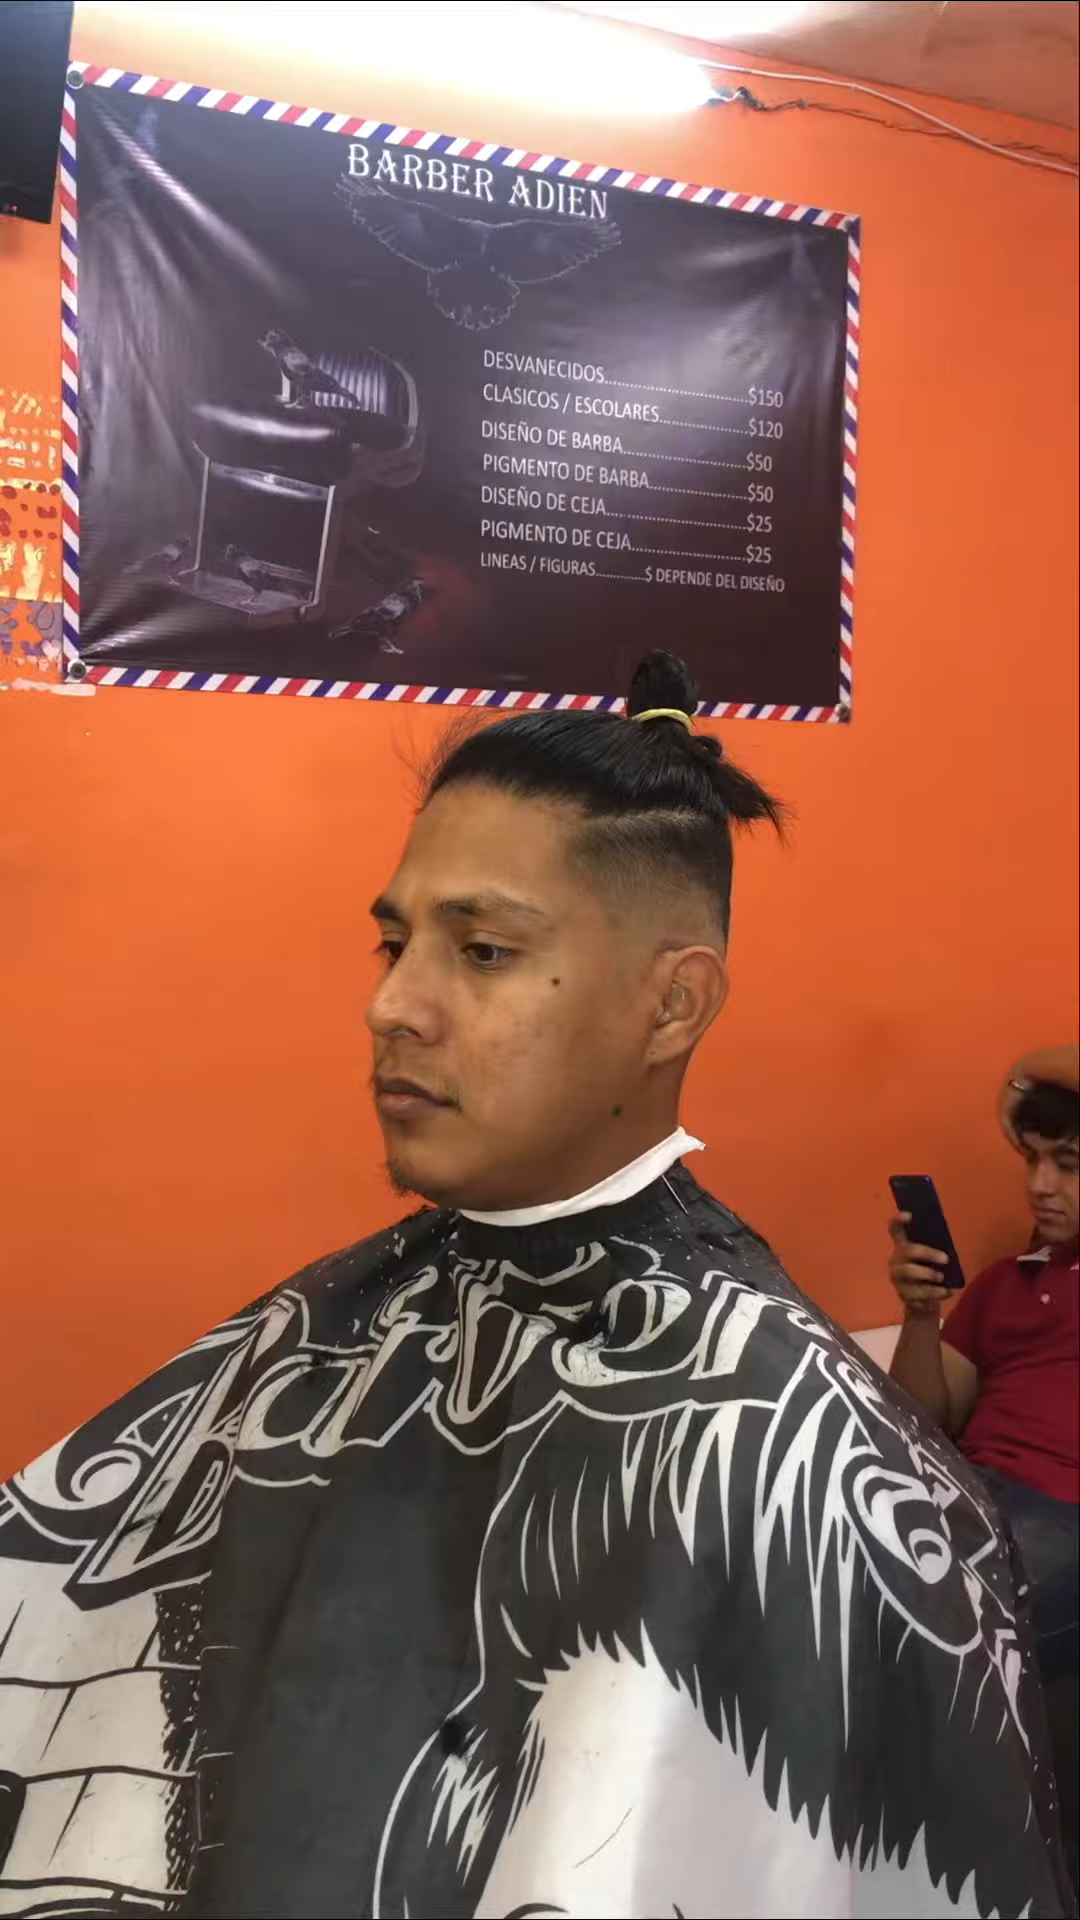 BARBER ADIEN
DESVANECIDOS........................$150
CLASICOS / ESCOLARES...............$120
DISEÑO DE BARBA.....................$50
PIGMENTO DE BARBA................$50
DISEÑO DE CEJA.......................$25
PIGMENTO DE CEJA...................$25
LINEAS / FIGURAS............$ DEPENDE DEL DISEÑO
Barber